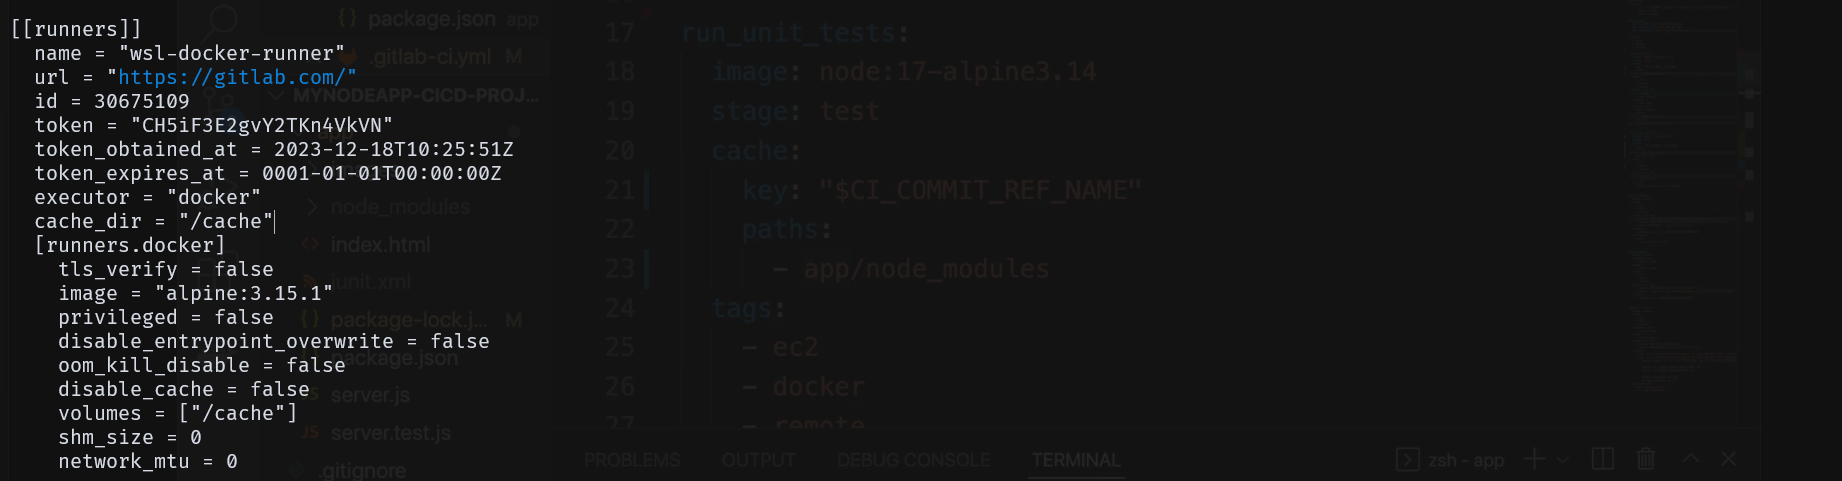 [[runners]]
name = "wsl-docker-runner"
url = "https://gitlab.com/"
id = 30675109
token = "CH5iF3E2gvY2TKn4VkVN"
token_obtained_at = 2023-12-18T10:25:51Z
token_expires_at = 0001-01-01T00:00:00Z
executor = "docker"
cache_dir = "/cache"
[runners.docker]
tls_verify = false
image = "alpine:3.15.1"
privileged = false
disable_entrypoint_overwrite = false
oom_kill_disable = false
disable_cache = false
volumes = ["/cache"]
shm_size = 0
network_mtu = 0
{} package.json app
.gitlab-ci.yml M
MYNODEAPP-CICD-PROJ...
app
node_modules
<> index.html
junit.xml
{} package-lock.j... M
package.json
JS server.js
JS server.test.js
.gitignore
17 run_unit_tests:
18 image: node:17-alpine3.14
19 stage: test
20 cache:
21 key: "$CI_COMMIT_REF_NAME"
22 paths:
23 - app/node_modules
24 tags:
25 - ec2
26 - docker
27 - remote
PROBLEMS OUTPUT DEBUG CONSOLE TERMINAL zsh - app